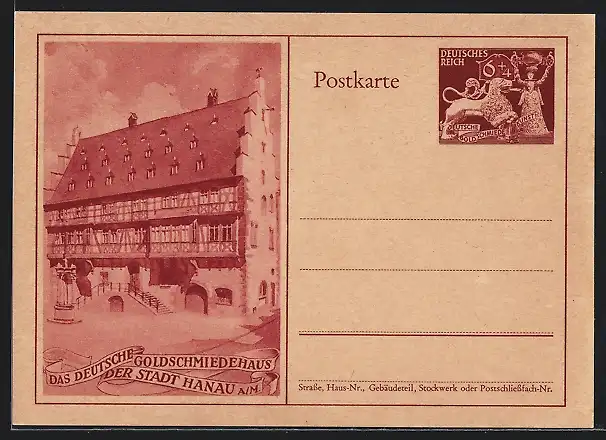 Postkarte
DEUTSCHES
REICH
6+4
DEUTSCHE
GOLDSCHMIEDEKUNST
DAS DEUTSCHE GOLDSCHMIEDEHAUS
DER STADT HANAU A/M.
Straße, Haus-Nr., Gebäudeteil, Stockwerk oder Postschließfach-Nr.